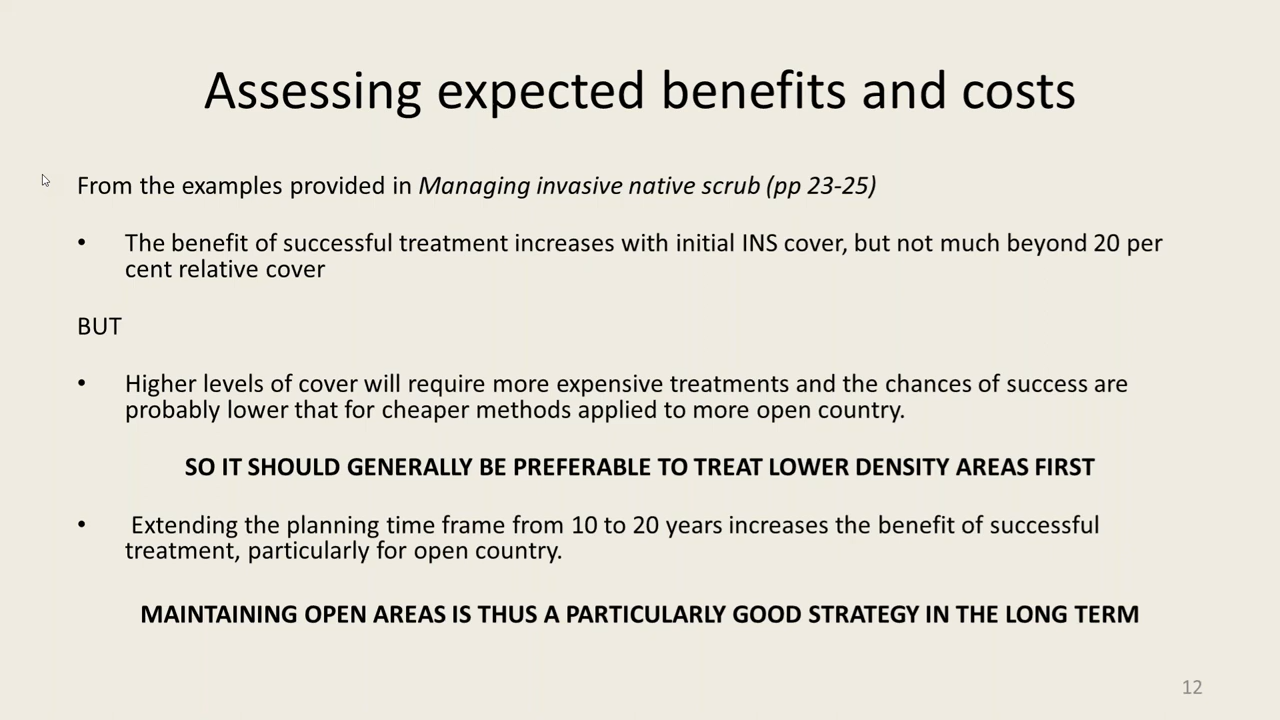 Assessing expected benefits and costs
From the examples provided in Managing invasive native scrub (pp 23-25)
• The benefit of successful treatment increases with initial INS cover, but not much beyond 20 per
cent relative cover
BUT
• Higher levels of cover will require more expensive treatments and the chances of success are
probably lower that for cheaper methods applied to more open country.
SO IT SHOULD GENERALLY BE PREFERABLE TO TREAT LOWER DENSITY AREAS FIRST
• Extending the planning time frame from 10 to 20 years increases the benefit of successful
treatment, particularly for open country.
MAINTAINING OPEN AREAS IS THUS A PARTICULARLY GOOD STRATEGY IN THE LONG TERM
12